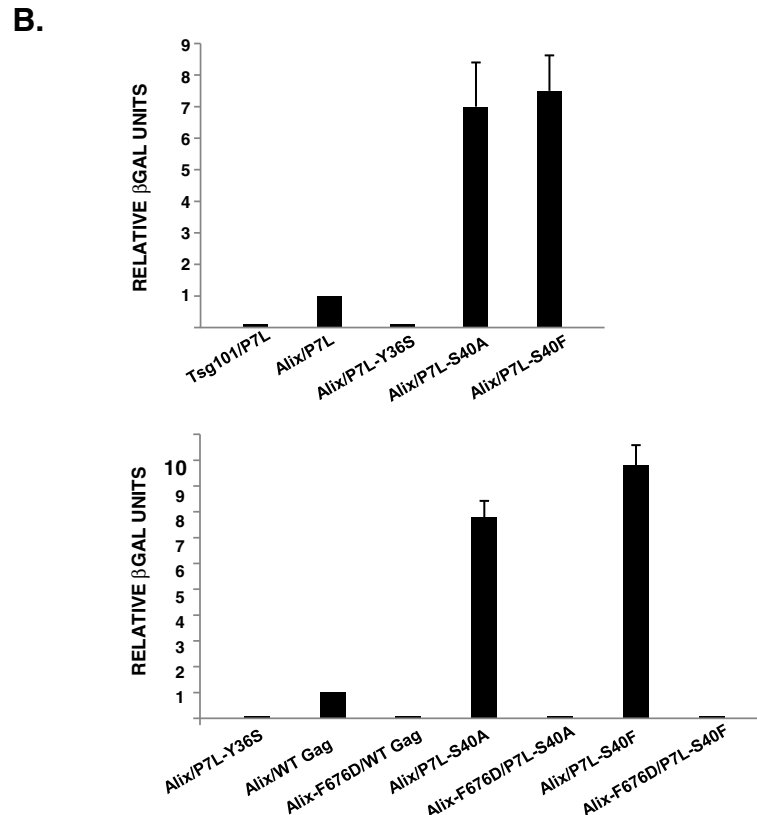 B.
RELATIVE βGAL UNITS
9
8
7
6
5
4
3
2
1
Tsg101/P7L
Alix/P7L
Alix/P7L-Y36S
Alix/P7L-S40A
Alix/P7L-S40F
RELATIVE βGAL UNITS
10
9
8
7
6
5
4
3
2
1
Alix/P7L-Y36S
Alix/WT Gag
Alix-F676D/WT Gag
Alix/P7L-S40A
Alix-F676D/P7L-S40A
Alix/P7L-S40F
Alix-F676D/P7L-S40F